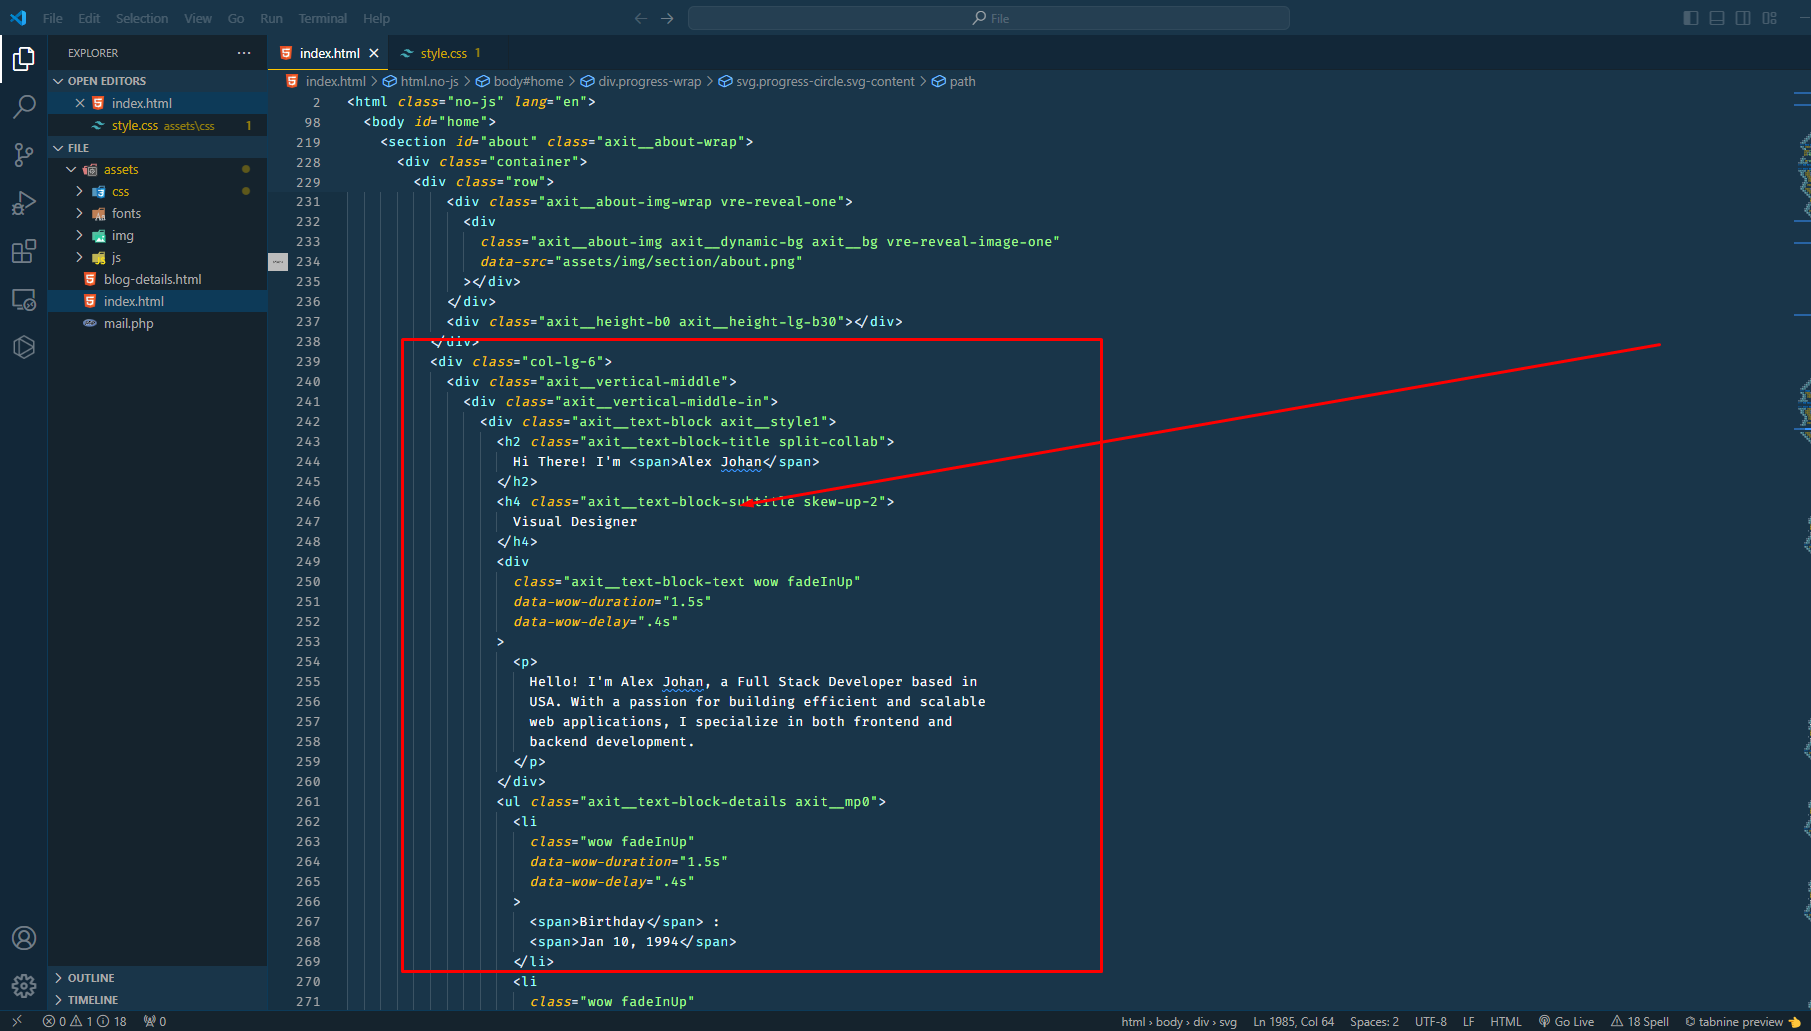 File Edit Selection View Go Run Terminal Help
File
EXPLORER
OPEN EDITORS
index.html
style.css assets\css 1
FILE
assets
css
fonts
img
js
blog-details.html
index.html
mail.php
OUTLINE
TIMELINE
index.html
style.css 1
index.html > html.no-js > body#home > div.progress-wrap > svg.progress-circle.svg-content > path
2 <html class="no-js" lang="en">
98 <body id="home">
219 <section id="about" class="axit__about-wrap">
228 <div class="container">
229 <div class="row">
231 <div class="axit__about-img-wrap vre-reveal-one">
232 <div
233 class="axit__about-img axit__dynamic-bg axit__bg vre-reveal-image-one"
234 data-src="assets/img/section/about.png"
235 ></div>
236 </div>
237 <div class="axit__height-b0 axit__height-lg-b30"></div>
238 </div>
239 <div class="col-lg-6">
240 <div class="axit__vertical-middle">
241 <div class="axit__vertical-middle-in">
242 <div class="axit__text-block axit__style1">
243 <h2 class="axit__text-block-title split-collab">
244 Hi There! I'm <span>Alex Johan</span>
245 </h2>
246 <h4 class="axit__text-block-subtitle skew-up-2">
247 Visual Designer
248 </h4>
249 <div
250 class="axit__text-block-text wow fadeInUp"
251 data-wow-duration="1.5s"
252 data-wow-delay=".4s"
253 >
254 <p>
255 Hello! I'm Alex Johan, a Full Stack Developer based in
256 USA. With a passion for building efficient and scalable
257 web applications, I specialize in both frontend and
258 backend development.
259 </p>
260 </div>
261 <ul class="axit__text-block-details axit__mp0">
262 <li
263 class="wow fadeInUp"
264 data-wow-duration="1.5s"
265 data-wow-delay=".4s"
266 >
267 <span>Birthday</span> :
268 <span>Jan 10, 1994</span>
269 </li>
270 <li
271 class="wow fadeInUp"
0 1 18 0
html > body > div > svg Ln 1985, Col 64 Spaces: 2 UTF-8 LF HTML Go Live 18 Spell tabnine preview